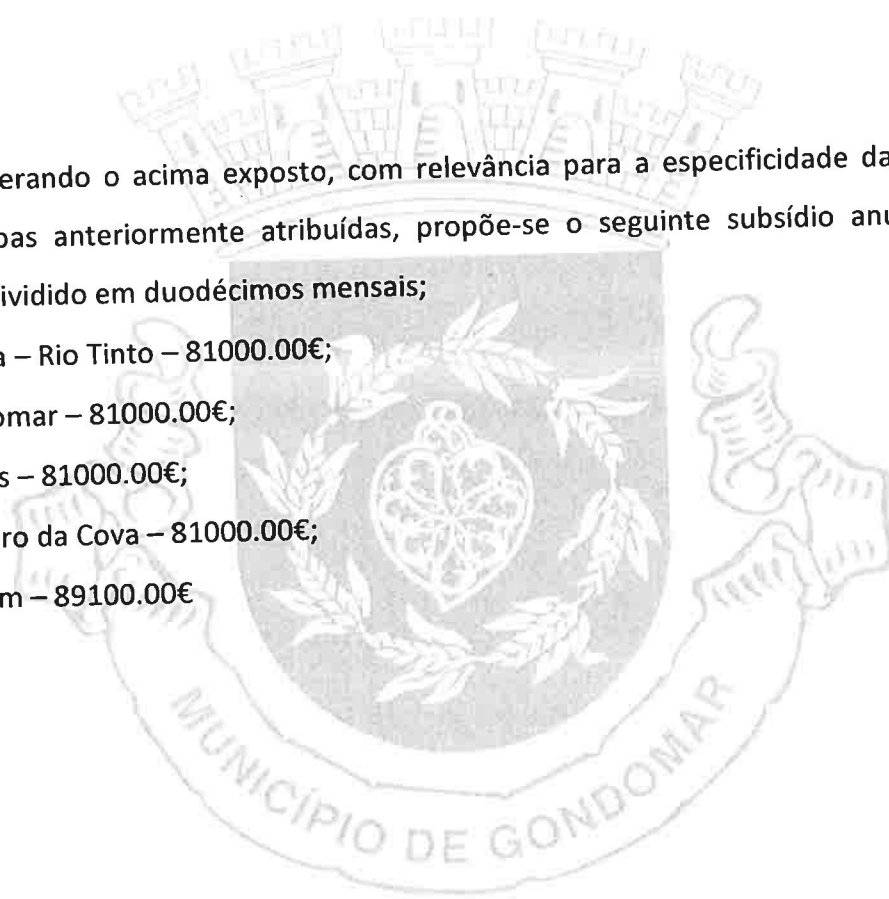 erando o acima exposto, com relevância para a especificidade da
bas anteriormente atribuídas, propõe-se o seguinte subsídio anu
ividido em duodécimos mensais;
a – Rio Tinto – 81000.00€;
omar – 81000.00€;
s – 81000.00€;
ro da Cova – 81000.00€;
m – 89100.00€
MUNICÍPIO DE GONDOMAR